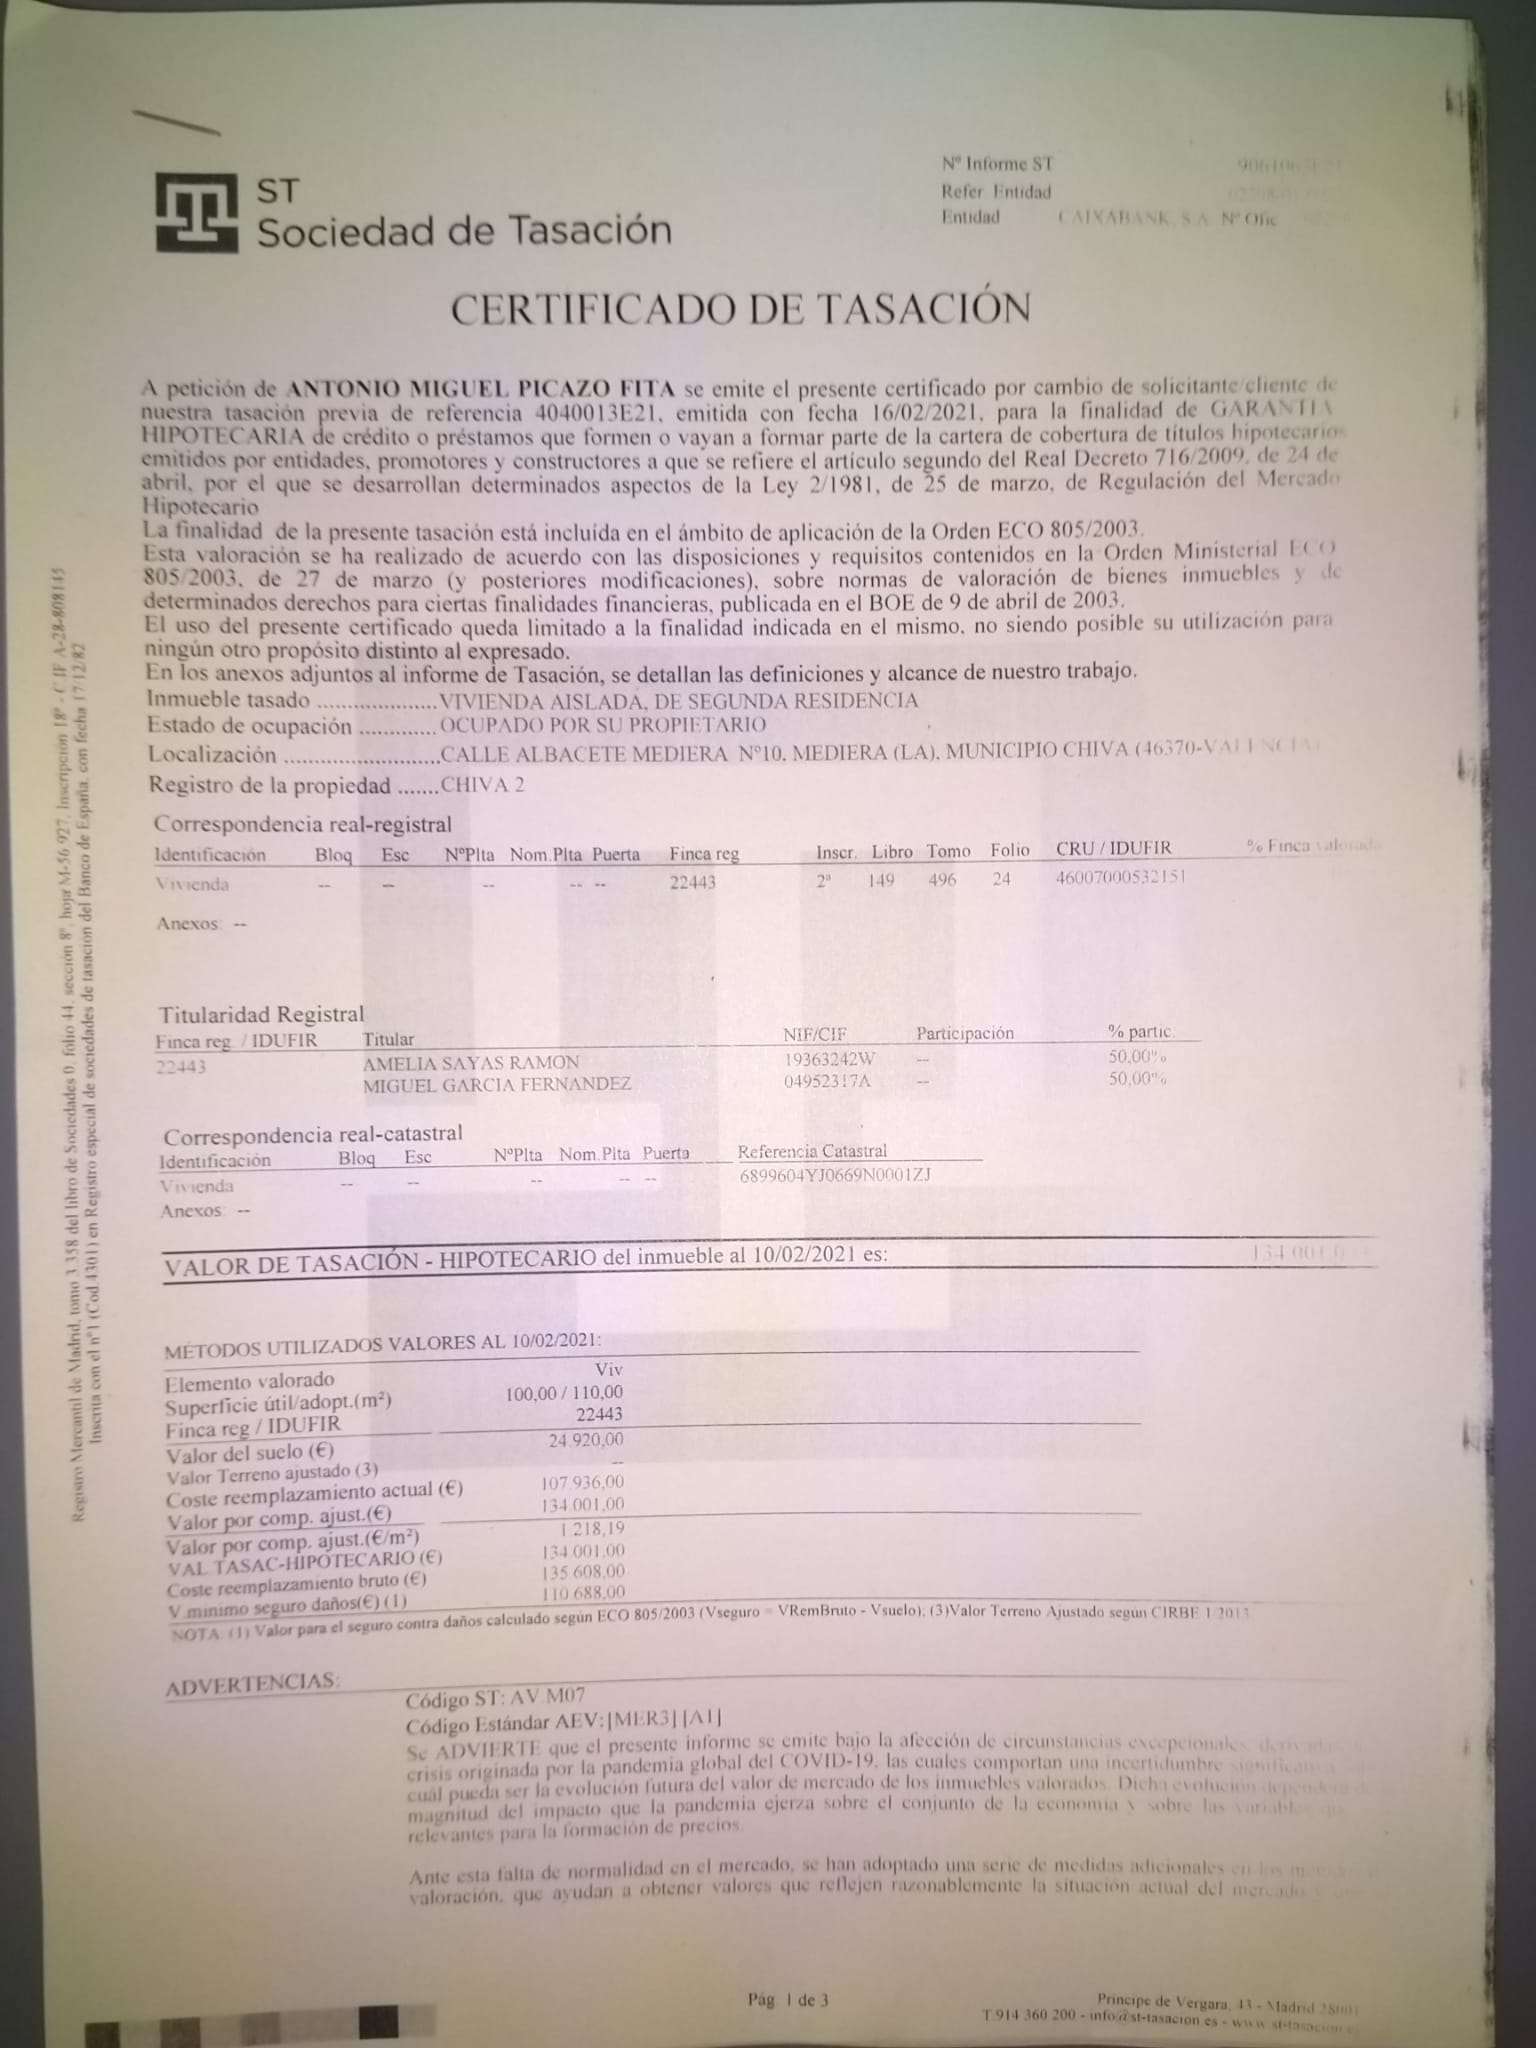 ST
Sociedad de Tasación
Nº Informe ST
Refer Entidad
Entidad CAIXABANK, S.A. Nº Ofic
CERTIFICADO DE TASACIÓN
A petición de ANTONIO MIGUEL PICAZO FITA se emite el presente certificado por cambio de solicitante/cliente de
nuestra tasación previa de referencia 4040013E21, emitida con fecha 16/02/2021, para la finalidad de GARANTIA
HIPOTECARIA de crédito o préstamos que formen o vayan a formar parte de la cartera de cobertura de títulos hipotecarios
emitidos por entidades, promotores y constructores a que se refiere el artículo segundo del Real Decreto 716/2009, de 24 de
abril, por el que se desarrollan determinados aspectos de la Ley 2/1981, de 25 de marzo, de Regulación del Mercado
Hipotecario
La finalidad de la presente tasación está incluída en el ámbito de aplicación de la Orden ECO 805/2003.
Esta valoración se ha realizado de acuerdo con las disposiciones y requisitos contenidos en la Orden Ministerial ECO
805/2003, de 27 de marzo (y posteriores modificaciones), sobre normas de valoración de bienes inmuebles y de
determinados derechos para ciertas finalidades financieras, publicada en el BOE de 9 de abril de 2003.
El uso del presente certificado queda limitado a la finalidad indicada en el mismo, no siendo posible su utilización para
ningún otro propósito distinto al expresado.
En los anexos adjuntos al informe de Tasación, se detallan las definiciones y alcance de nuestro trabajo.
Inmueble tasado ....................VIVIENDA AISLADA, DE SEGUNDA RESIDENCIA
Estado de ocupación .............OCUPADO POR SU PROPIETARIO
Localización ..........................CALLE ALBACETE MEDIERA Nº10, MEDIERA (LA), MUNICIPIO CHIVA (46370-VALENCIA)
Registro de la propiedad .......CHIVA 2
Correspondencia real-registral
Identificación Bloq Esc NºPlta Nom.Plta Puerta Finca reg Inscr. Libro Tomo Folio CRU / IDUFIR % Finca valorada
Vivienda -- -- -- -- -- 22443 2ª 149 496 24 46007000532151
Anexos: --
Titularidad Registral
Finca reg. / IDUFIR Titular NIF/CIF Participación % partic.
22443 AMELIA SAYAS RAMON 19363242W -- 50,00%
MIGUEL GARCIA FERNANDEZ 04952317A -- 50,00%
Correspondencia real-catastral
Identificación Bloq Esc NºPlta Nom.Plta Puerta Referencia Catastral
Vivienda -- -- -- -- -- 6899604YJ0669N0001ZJ
Anexos: --
VALOR DE TASACIÓN - HIPOTECARIO del inmueble al 10/02/2021 es:
MÉTODOS UTILIZADOS VALORES AL 10/02/2021:
Elemento valorado Viv
Superficie útil/adopt.(m²) 100,00 / 110,00
Finca reg / IDUFIR 22443
Valor del suelo (€) 24.920,00
Valor Terreno ajustado (3) --
Coste reemplazamiento actual (€) 107.936,00
Valor por comp. ajust.(€) 134.001,00
Valor por comp. ajust.(€/m²) 1.218,19
VAL TASAC-HIPOTECARIO (€) 134.001,00
Coste reemplazamiento bruto (€) 135.608,00
V.mínimo seguro daños(€) (1) 110.688,00
NOTA: (1) Valor para el seguro contra daños calculado según ECO 805/2003 (Vseguro = VRemBruto - Vsuelo); (3)Valor Terreno Ajustado según CIRBE 1/2013
ADVERTENCIAS:
Código ST: AV.M07
Código Estándar AEV:[MER3] [A1]
Se ADVIERTE que el presente informe se emite bajo la afección de circunstancias excepcionales,
crisis originada por la pandemia global del COVID-19, las cuales comportan una incertidumbre
cuál pueda ser la evolución futura del valor de mercado de los inmuebles valorados. Dicha evolución
magnitud del impacto que la pandemia ejerza sobre el conjunto de la economía y sobre las variables
relevantes para la formación de precios.
Ante esta falta de normalidad en el mercado, se han adoptado una serie de medidas adicionales en los
valoración, que ayudan a obtener valores que reflejen razonablemente la situación actual del mercado
Pág. 1 de 3
Príncipe de Vergara, 43 - Madrid 28001
T.914 360 200 - info@st-tasacion.es - www.st-tasacion.es
Registro Mercantil de Madrid, tomo 3.358 del libro de Sociedades 0, folio 44, sección 8ª, hoja M-56.927, Inscripción 18ª - C.I.F A-28-808145
Inscrita con el nº1 (Cod.4301) en Registro especial de sociedades de tasación del Banco de España, con fecha 17/12/82